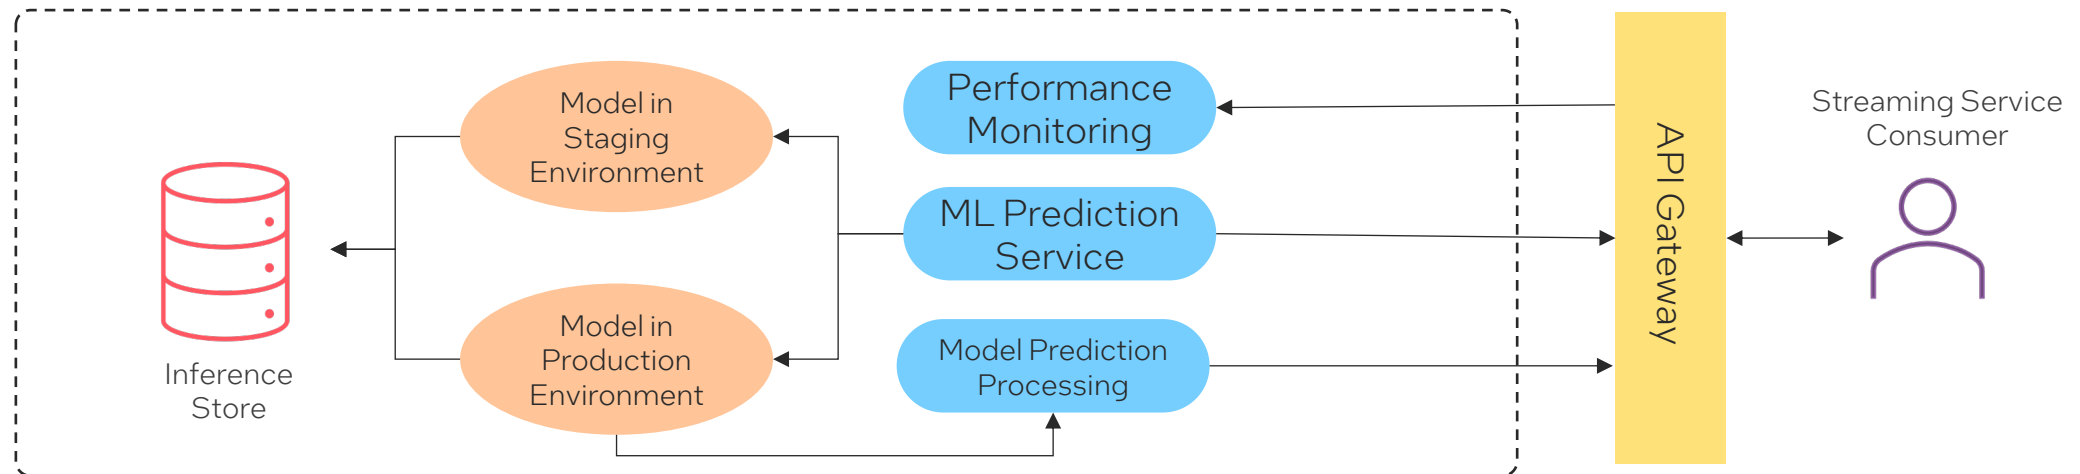 Model in
Staging
Environment
Performance
Monitoring
Streaming Service
Consumer
API Gateway
ML Prediction
Service
Inference
Store
Model in
Production
Environment
Model Prediction
Processing